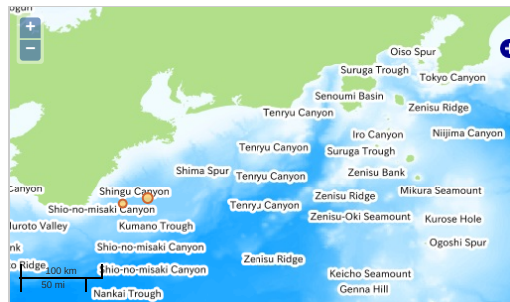 +
−
Oiso Spur
Suruga Trough
Tokyo Canyon
Senoumi Basin
Zenisu Ridge
Tenryu Canyon
Iro Canyon
Niijima Canyon
Tenryu Canyon
Suruga Trough
Shima Spur
Zenisu Bank
Tenryu Canyon
Shingu Canyon
Mikura Seamount
Zenisu Ridge
Tenryu Canyon
Shio-no-misaki Canyon
Zenisu-Oki Seamount
Kurose Hole
uroto Valley
Kumano Trough
Ogoshi Spur
Shio-no-misaki Canyon
Zenisu Ridge
Ridge
Shio-no-misaki Canyon
100 km
Keicho Seamount
50 mi
Genna Hill
Nankai Trough